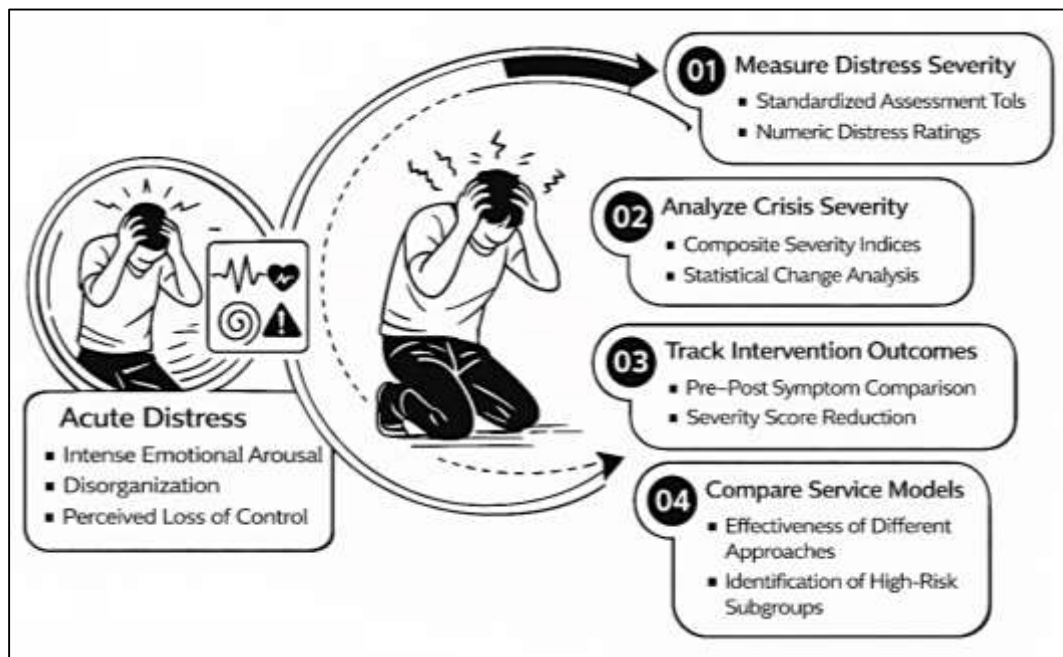 Acute Distress
▪ Intense Emotional Arousal
▪ Disorganization
▪ Perceived Loss of Control
01 Measure Distress Severity
▪ Standardized Assessment Tols
▪ Numeric Distress Ratings
02 Analyze Crisis Severity
▪ Composite Severity Indices
▪ Statistical Change Analysis
03 Track Intervention Outcomes
▪ Pre–Post Symptom Comparison
▪ Severity Score Reduction
04 Compare Service Models
▪ Effectiveness of Different
Approaches
▪ Identification of High-Risk
Subgroups